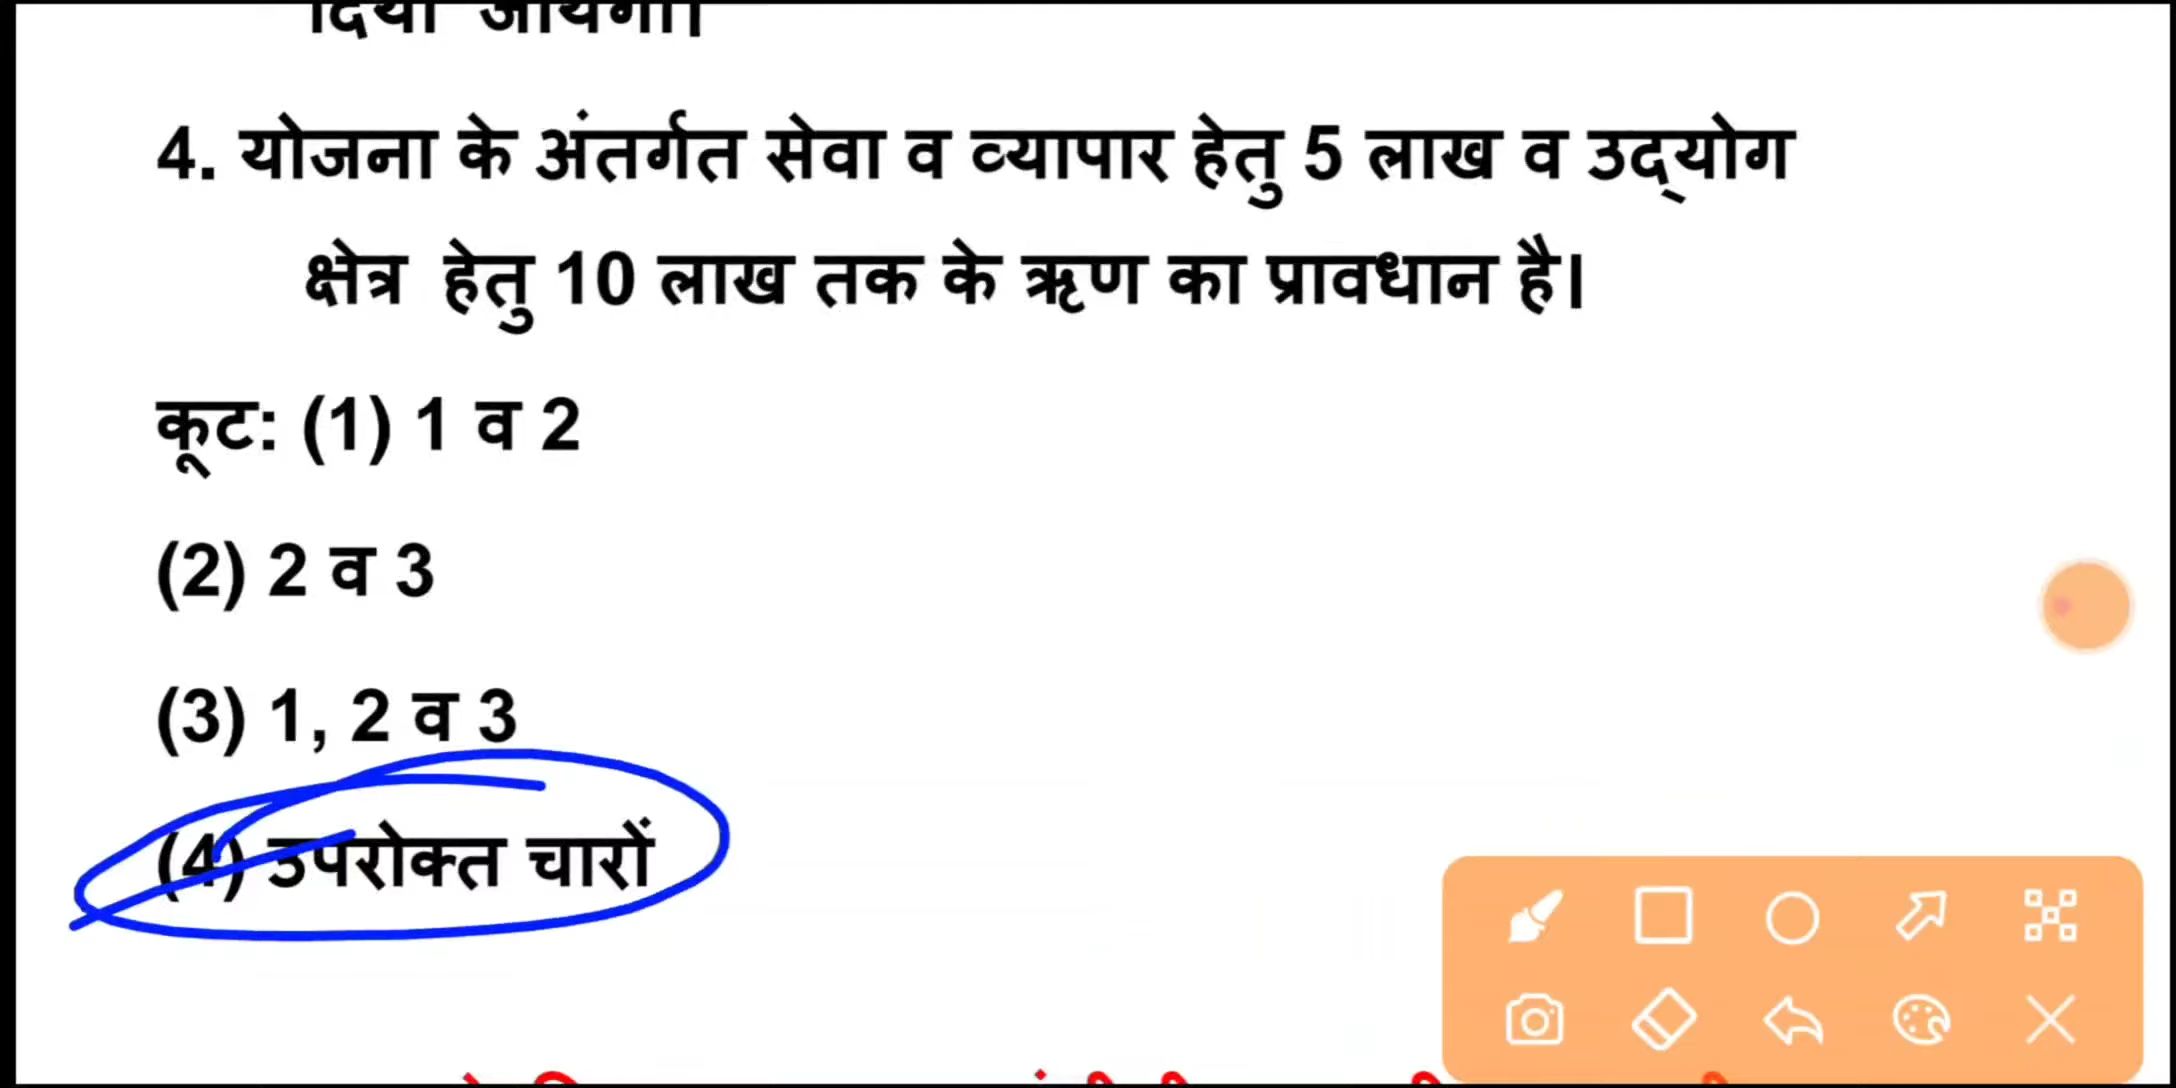 4. योजना के अंतर्गत सेवा व व्यापार हेतु 5 लाख व उद्‌योग
क्षेत्र हेतु 10 लाख तक के ऋण का प्रावधान है।
कूट: (1) 1 व 2
(2) 2 व 3
(3) 1, 2 व 3
(4) उपरोक्त चारों